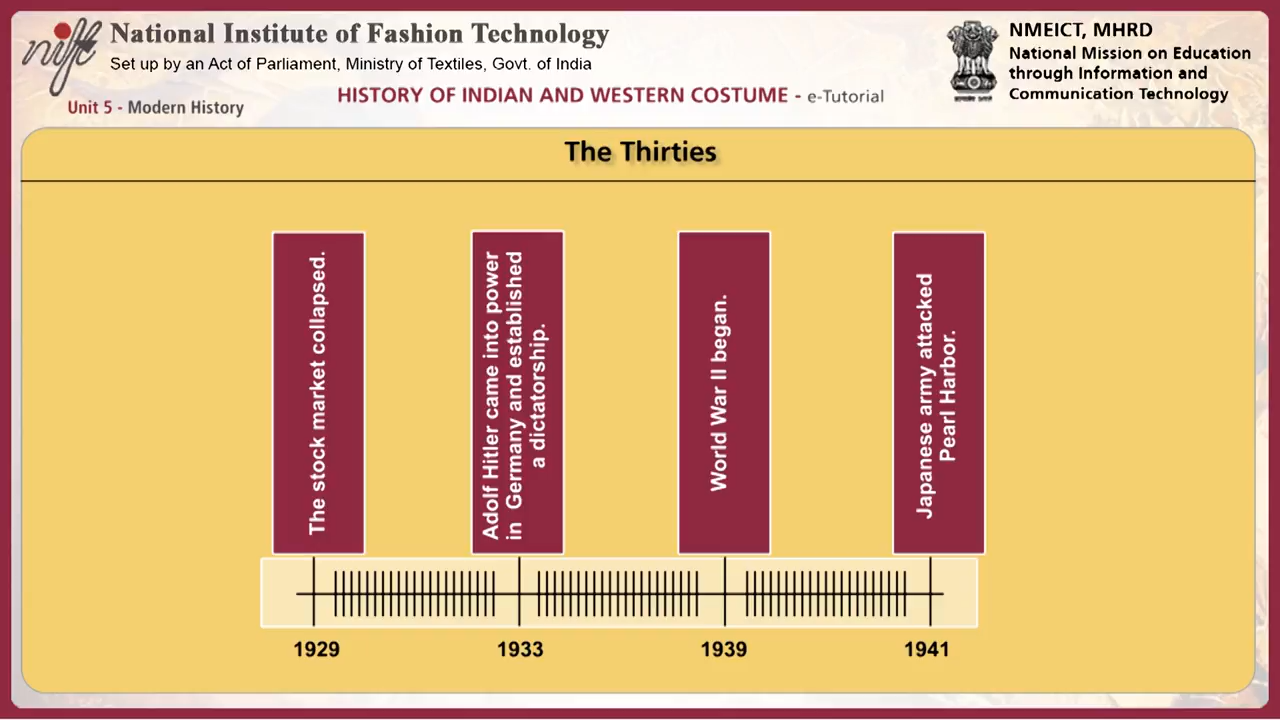 nift
National Institute of Fashion Technology
Set up by an Act of Parliament, Ministry of Textiles, Govt. of India
Unit 5 - Modern History
HISTORY OF INDIAN AND WESTERN COSTUME - e-Tutorial
NMEICT, MHRD
National Mission on Education
through Information and
Communication Technology
The Thirties
The stock market collapsed.
Adolf Hitler came into power
in Germany and established
a dictatorship.
World War II began.
Japanese army attacked
Pearl Harbor.
1929
1933
1939
1941